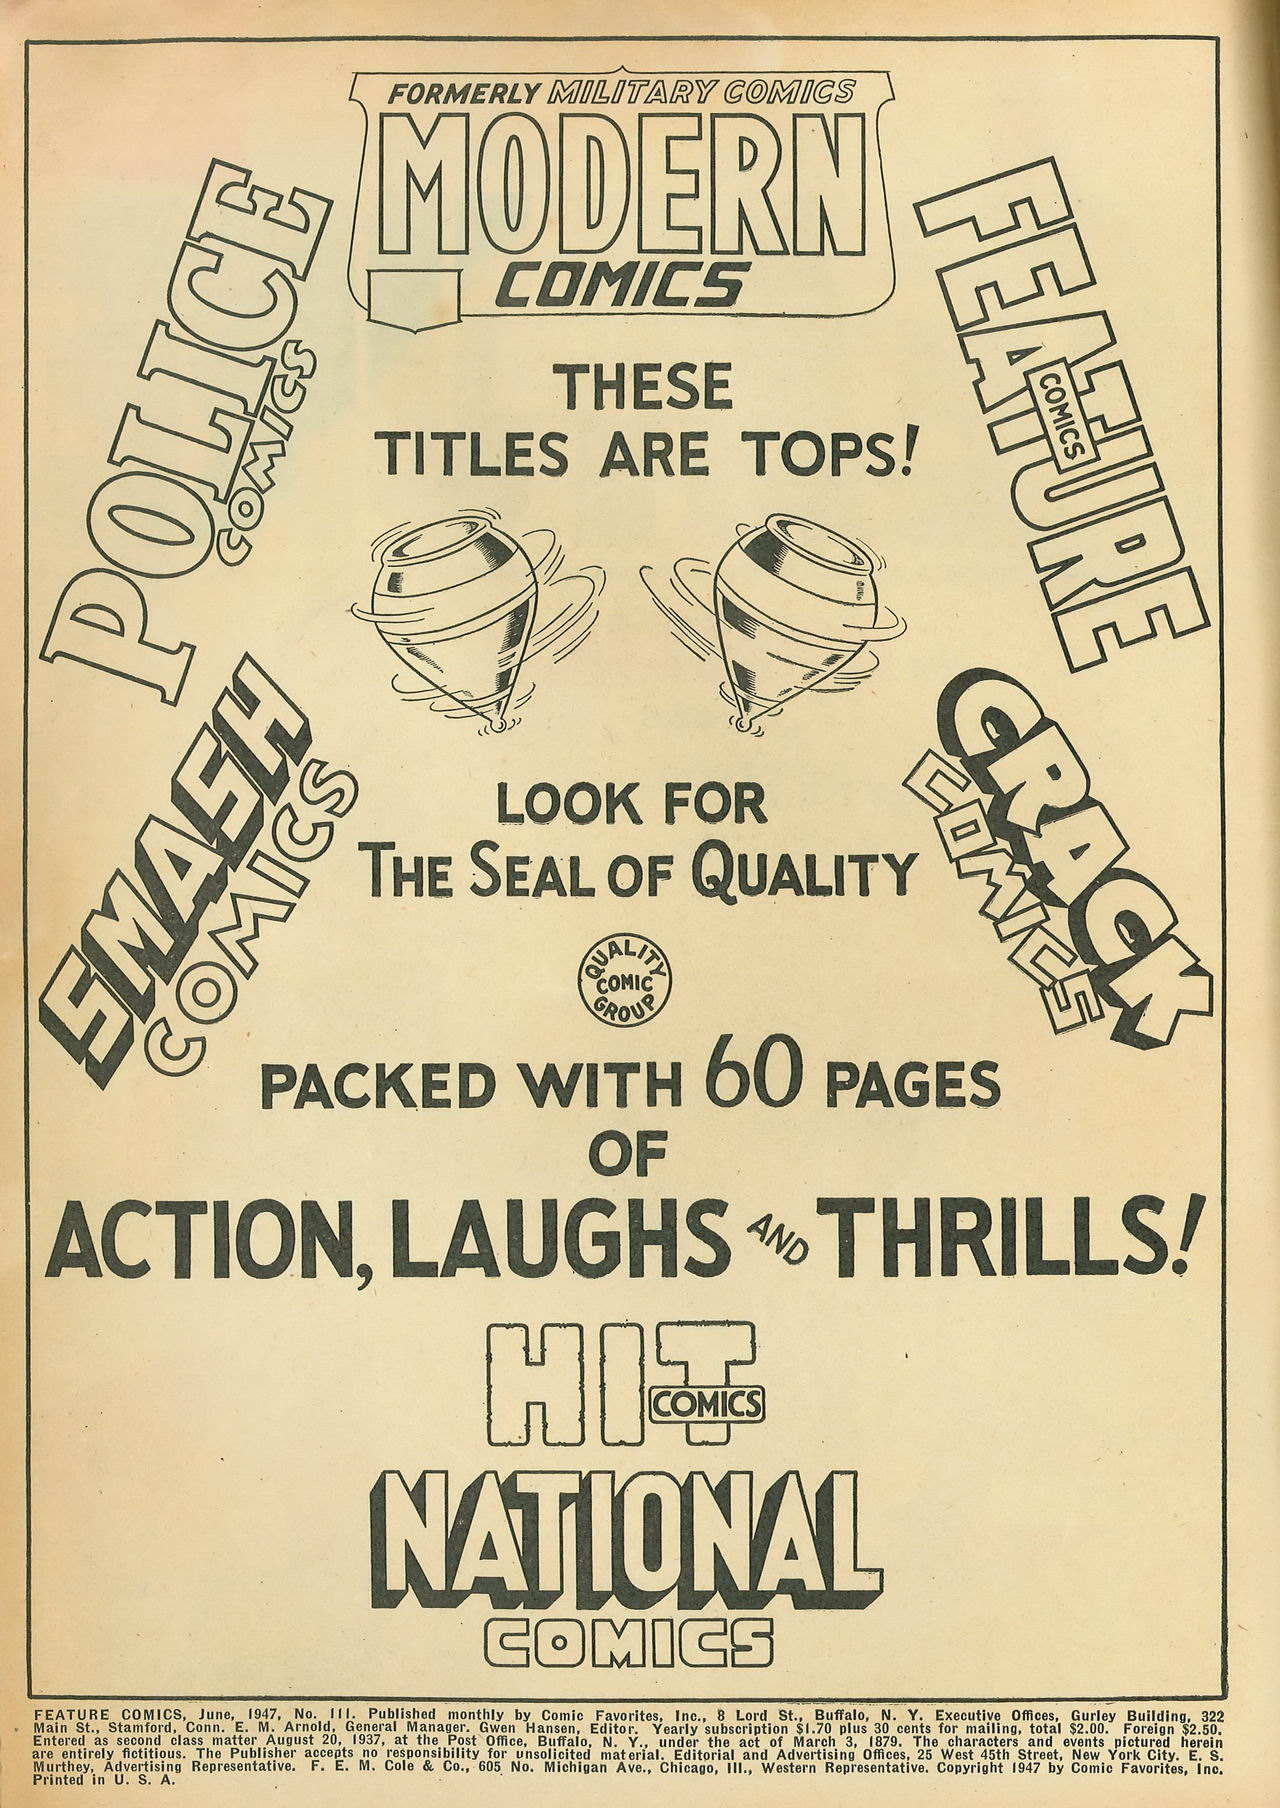 FORMERLY MILITARY COMICS
MODERN
COMICS
POLICE
COMICS
FEATURE
COMICS
THESE
TITLES ARE TOPS!
SMASH
COMICS
CRACK
COMICS
LOOK FOR
THE SEAL OF QUALITY
QUALITY
COMIC
GROUP
PACKED WITH 60 PAGES
OF
ACTION, LAUGHS AND THRILLS!
HIT
COMICS
NATIONAL
COMICS
FEATURE COMICS, June, 1947, No. 111. Published monthly by Comic Favorites, Inc., 8 Lord St., Buffalo, N. Y. Executive Offices, Gurley Building, 322
Main St., Stamford, Conn. E. M. Arnold, General Manager. Gwen Hansen, Editor. Yearly subscription $1.70 plus 30 cents for mailing, total $2.00. Foreign $2.50.
Entered as second class matter August 20, 1937, at the Post Office, Buffalo, N. Y., under the act of March 3, 1879. The characters and events pictured herein
are entirely fictitious. The Publisher accepts no responsibility for unsolicited material. Editorial and Advertising Offices, 25 West 45th Street, New York City. E. S.
Murthey, Advertising Representative. F. E. M. Cole & Co., 605 No. Michigan Ave., Chicago, Ill., Western Representative. Copyright 1947 by Comic Favorites, Inc.
Printed in U. S. A.